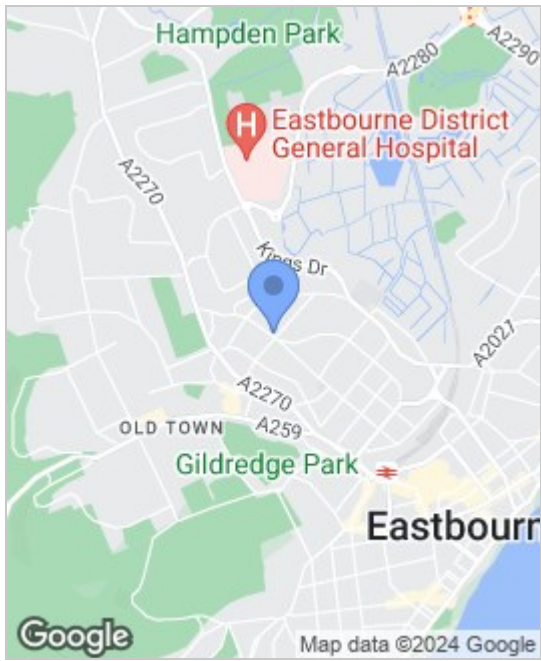 Hampden Park
A2280
A2290
H
Eastbourne District
General Hospital
A2270
Kings Dr
A2021
A2270
OLD TOWN
A259
Gildredge Park
Eastbourn
Google
Map data ©2024 Google